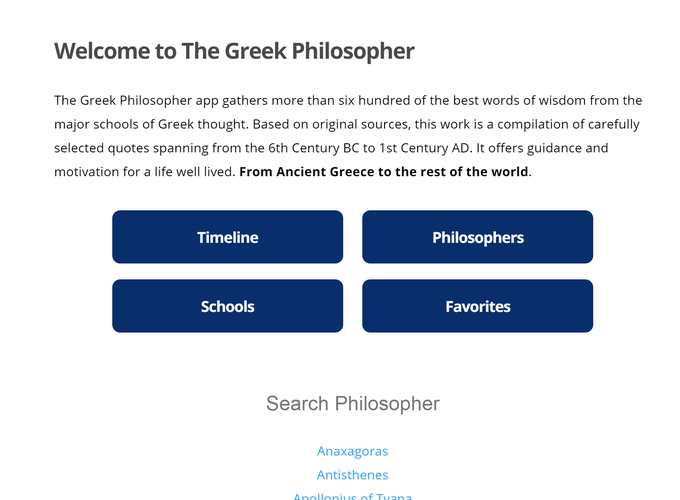 Welcome to The Greek Philosopher
The Greek Philosopher app gathers more than six hundred of the best words of wisdom from the
major schools of Greek thought. Based on original sources, this work is a compilation of carefully
selected quotes spanning from the 6th Century BC to 1st Century AD. It offers guidance and
motivation for a life well lived. From Ancient Greece to the rest of the world.
Timeline
Philosophers
Schools
Favorites
Search Philosopher
Anaxagoras
Antisthenes
Apollonius of Tyana